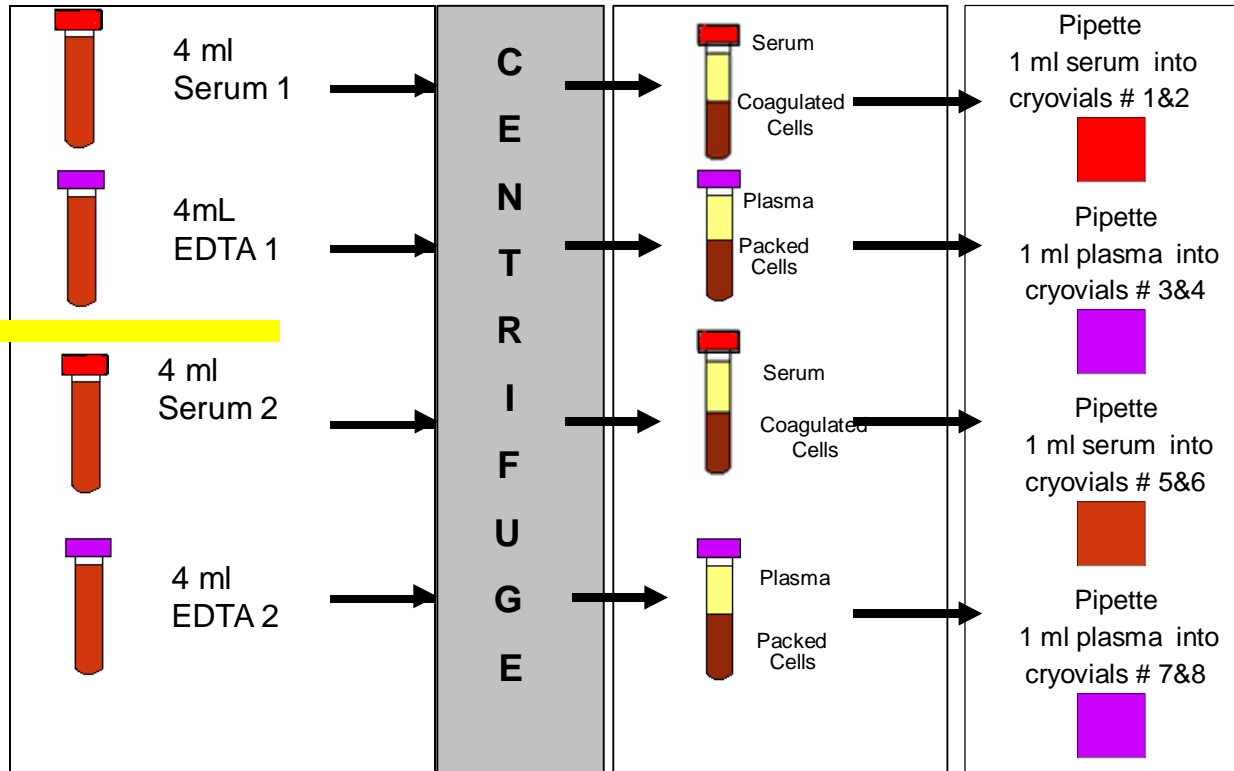 4 ml
Serum 1
4mL
EDTA 1
4 ml
Serum 2
4 ml
EDTA 2
C
E
N
T
R
I
F
U
G
E
Serum
Coagulated
Cells
Plasma
Packed
Cells
Serum
Coagulated
Cells
Plasma
Packed
Cells
Pipette
1 ml serum into
cryovials # 1&2
Pipette
1 ml plasma into
cryovials # 3&4
Pipette
1 ml serum into
cryovials # 5&6
Pipette
1 ml plasma into
cryovials # 7&8